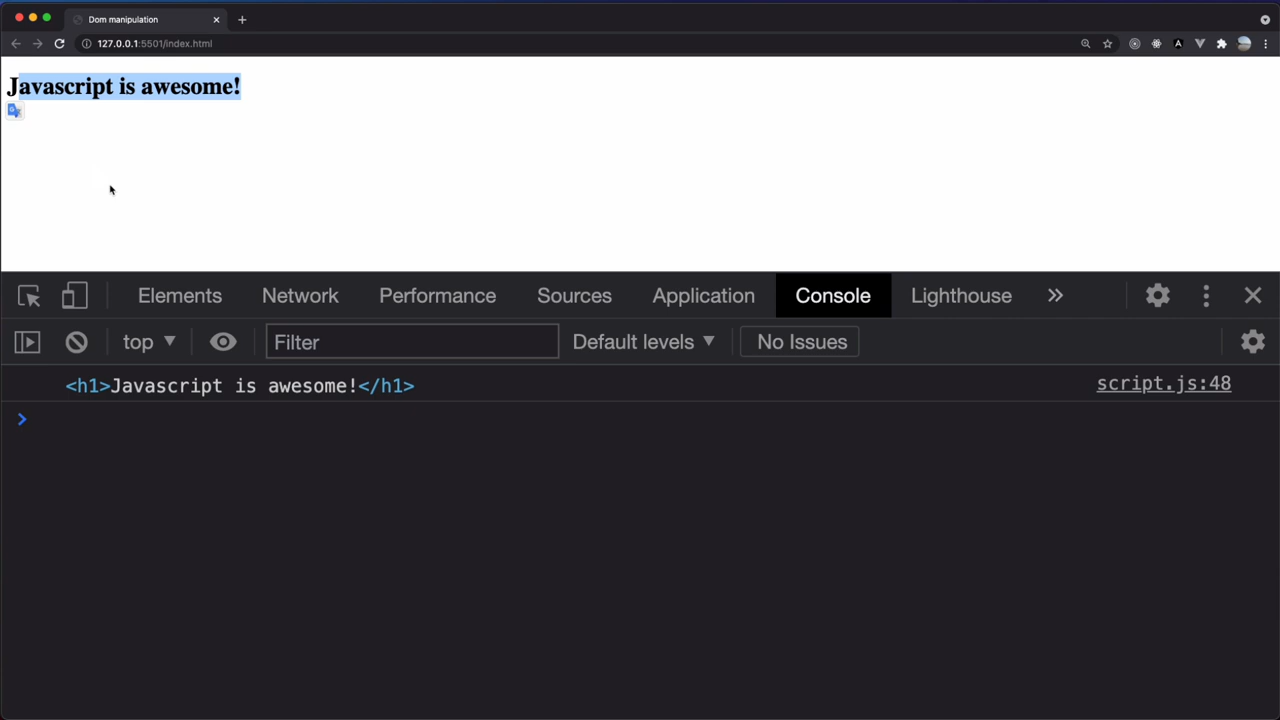 Dom manipulation
127.0.0.1:5501/index.html
Javascript is awesome!
Elements Network Performance Sources Application Console Lighthouse
top Filter Default levels No Issues
<h1>Javascript is awesome!</h1> script.js:48